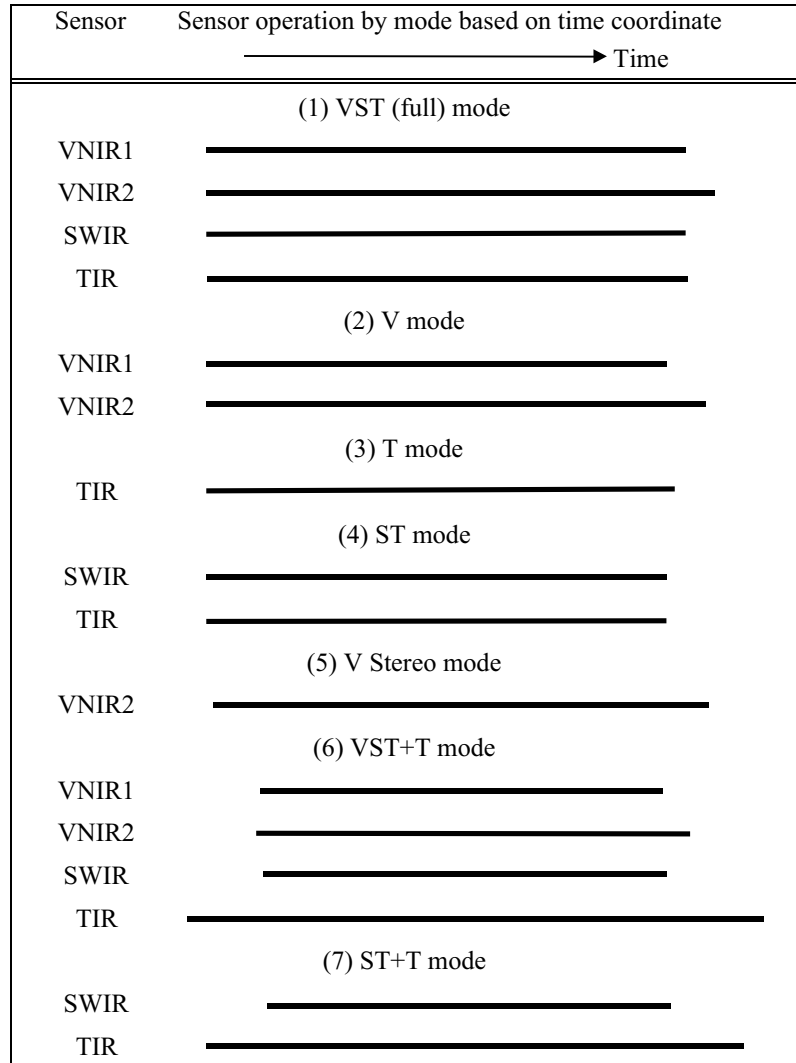 Sensor Sensor operation by mode based on time coordinate
Time
(1) VST (full) mode
VNIR1
VNIR2
SWIR
TIR
(2) V mode
VNIR1
VNIR2
(3) T mode
TIR
(4) ST mode
SWIR
TIR
(5) V Stereo mode
VNIR2
(6) VST+T mode
VNIR1
VNIR2
SWIR
TIR
(7) ST+T mode
SWIR
TIR